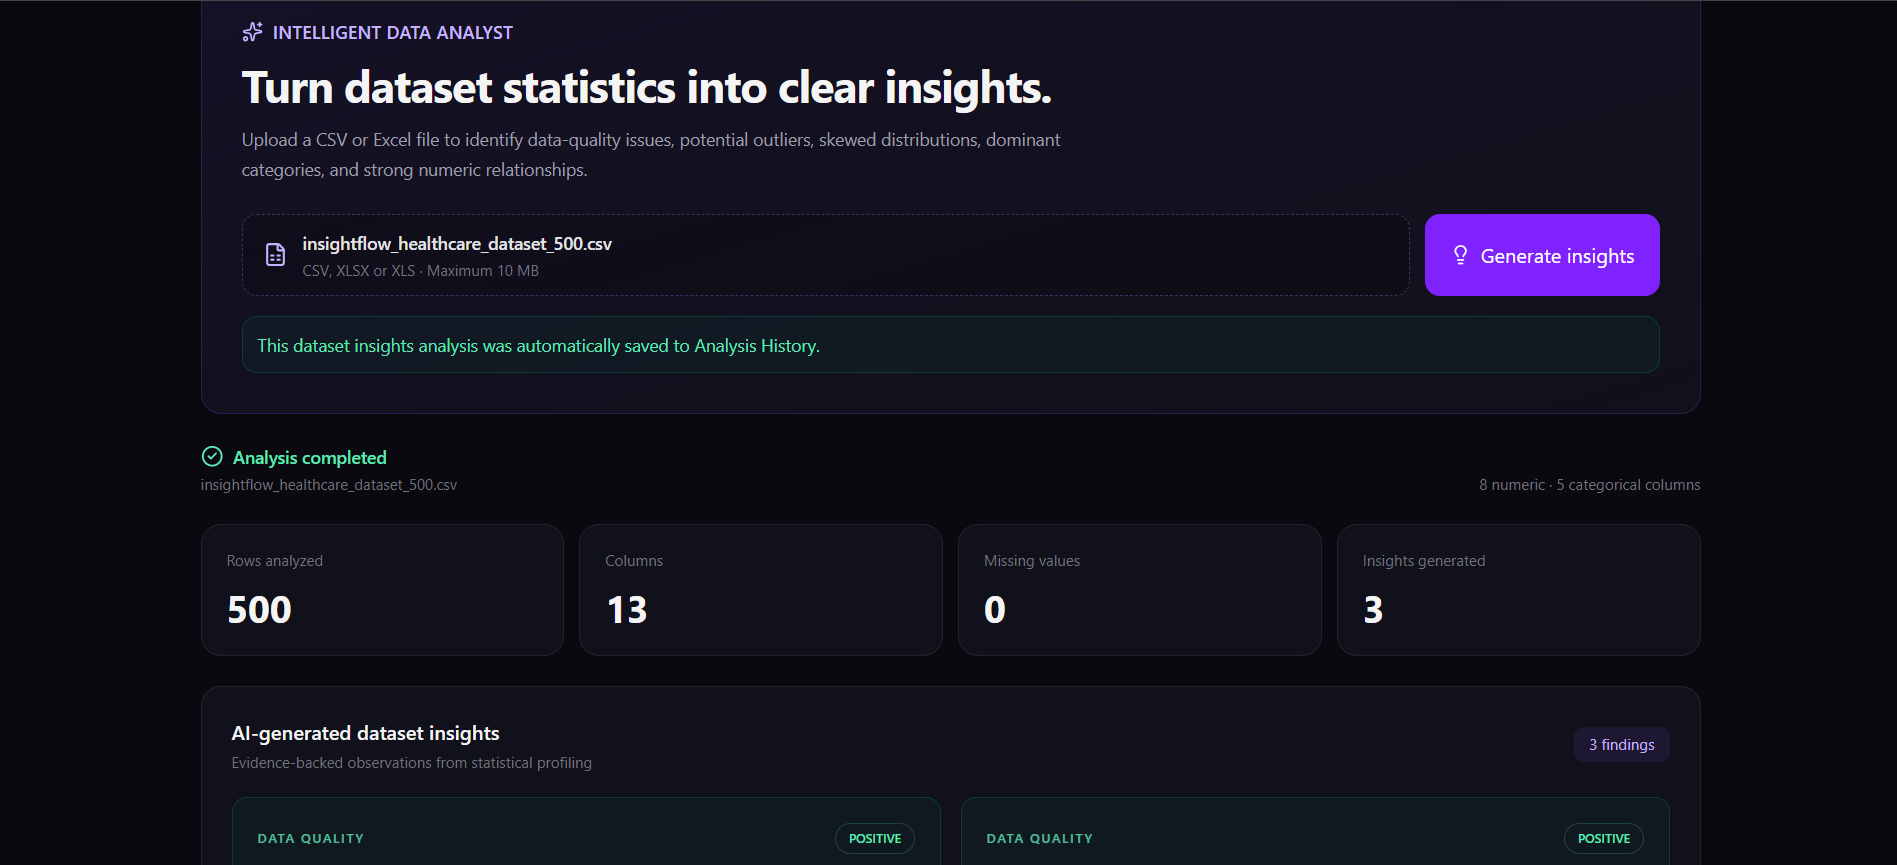 INTELLIGENT DATA ANALYST
Turn dataset statistics into clear insights.
Upload a CSV or Excel file to identify data-quality issues, potential outliers, skewed distributions, dominant
categories, and strong numeric relationships.
insightflow_healthcare_dataset_500.csv
CSV, XLSX or XLS · Maximum 10 MB
Generate insights
This dataset insights analysis was automatically saved to Analysis History.
Analysis completed
insightflow_healthcare_dataset_500.csv
8 numeric · 5 categorical columns
Rows analyzed
500
Columns
13
Missing values
0
Insights generated
3
AI-generated dataset insights
Evidence-backed observations from statistical profiling
3 findings
DATA QUALITY
POSITIVE
DATA QUALITY
POSITIVE